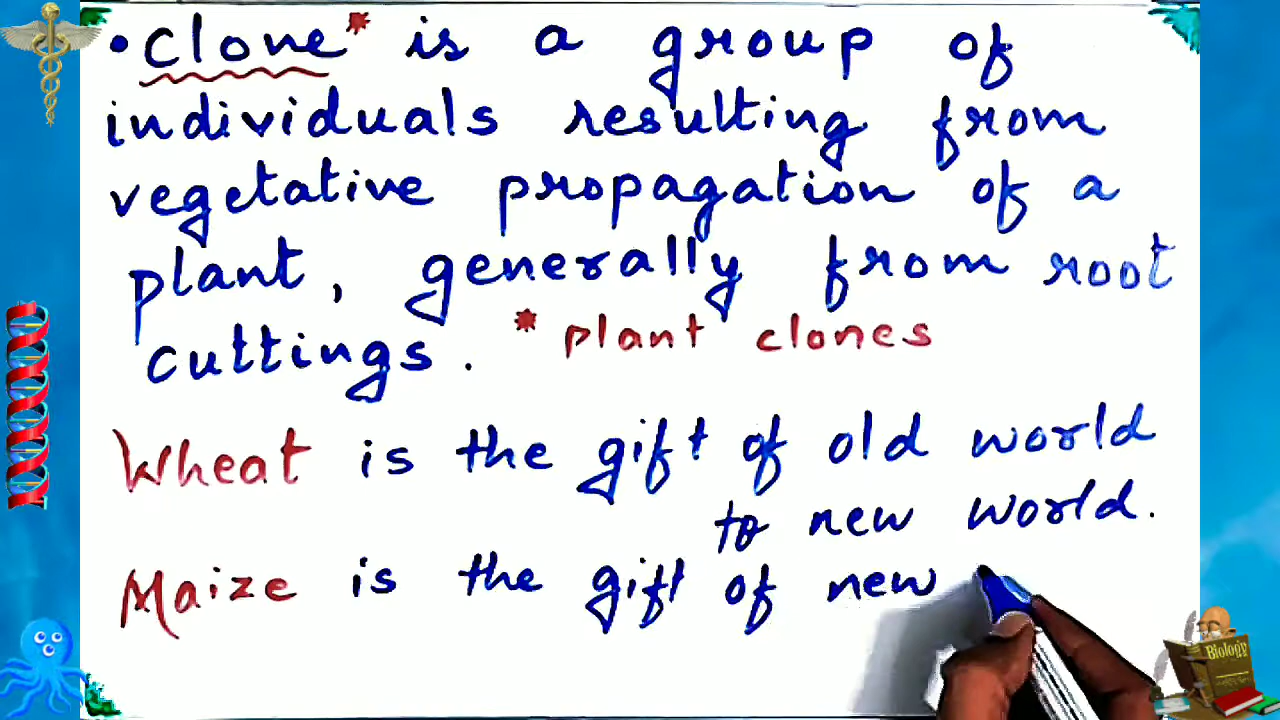 • Clone* is a group of
individuals resulting from
vegetative propagation of a
plant, generally from root
cuttings. * plant clones
Wheat is the gift of old world
to new world.
Maize is the gift of new
Biology